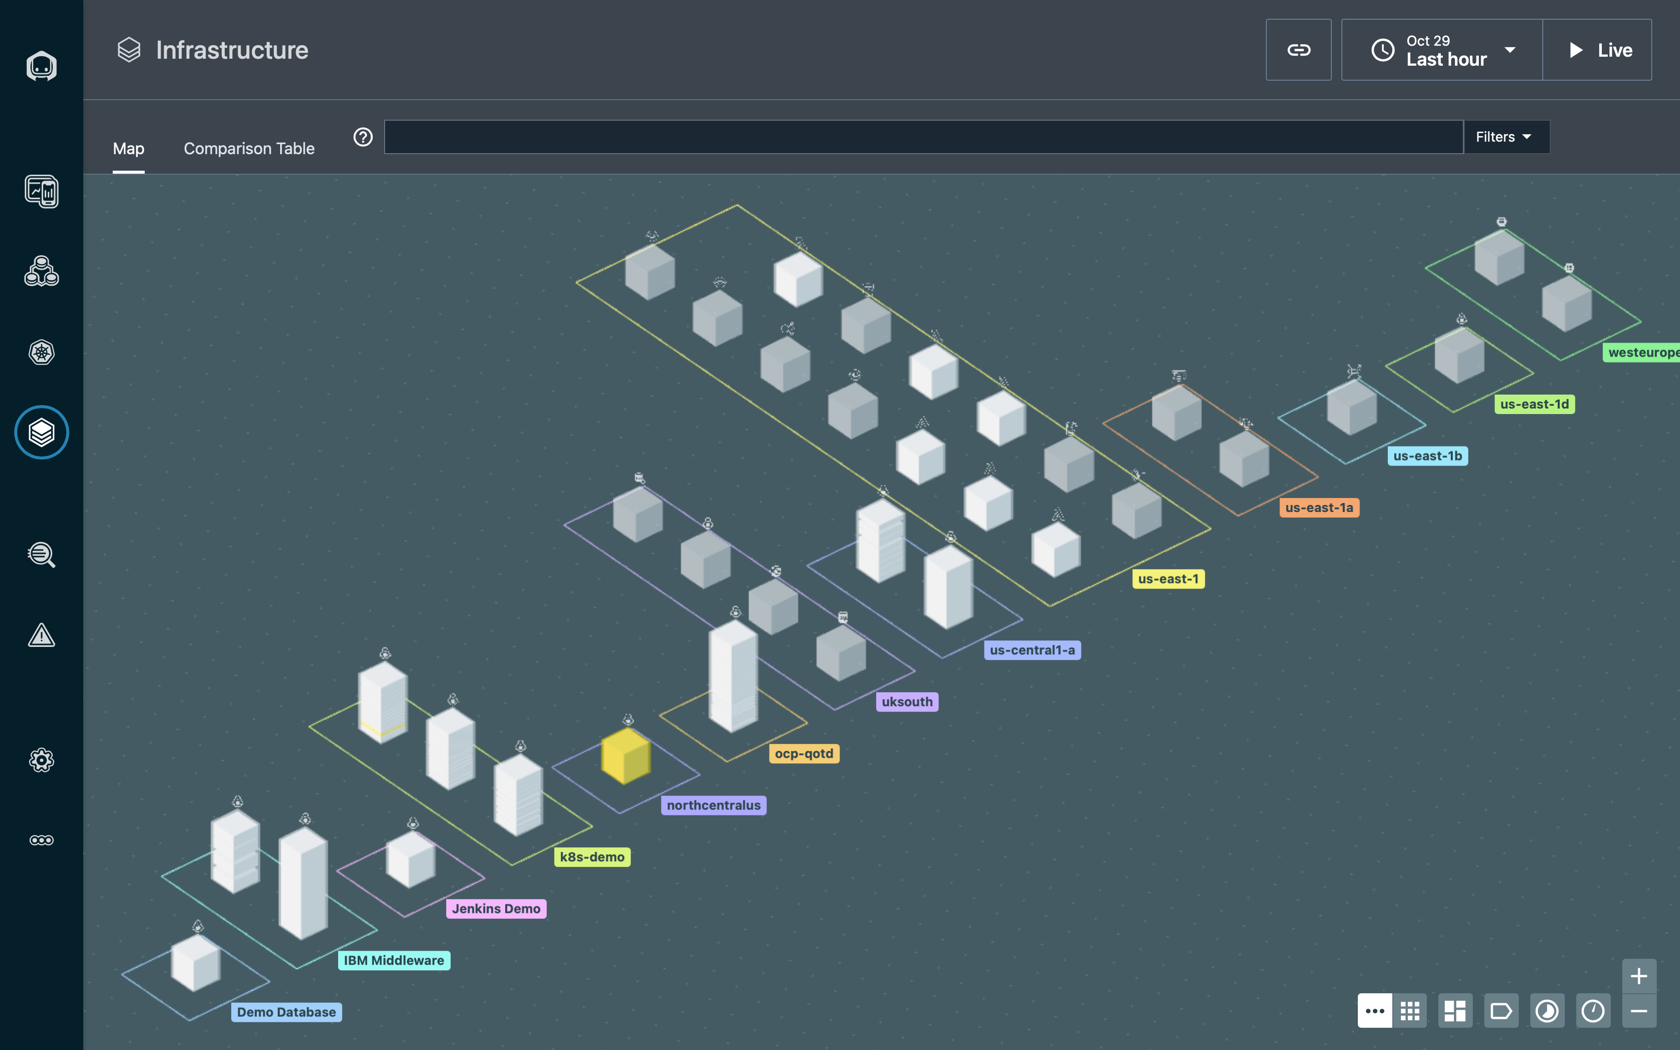 Infrastructure
Oct 29
Last hour
Live
Map
Comparison Table
Filters
westeurope
us-east-1d
us-east-1b
us-east-1a
us-east-1
us-central1-a
uksouth
ocp-qotd
northcentralus
k8s-demo
Jenkins Demo
IBM Middleware
Demo Database